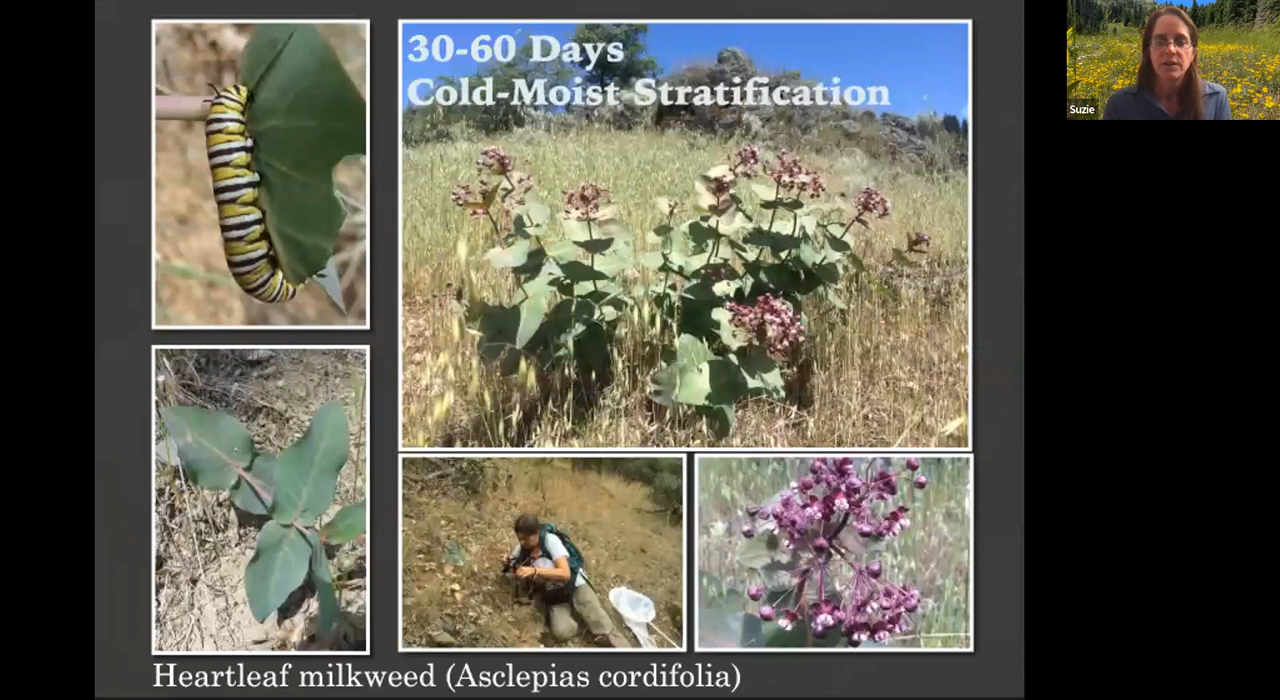 30-60 Days
Cold-Moist Stratification
Suzie
Heartleaf milkweed (Asclepias cordifolia)